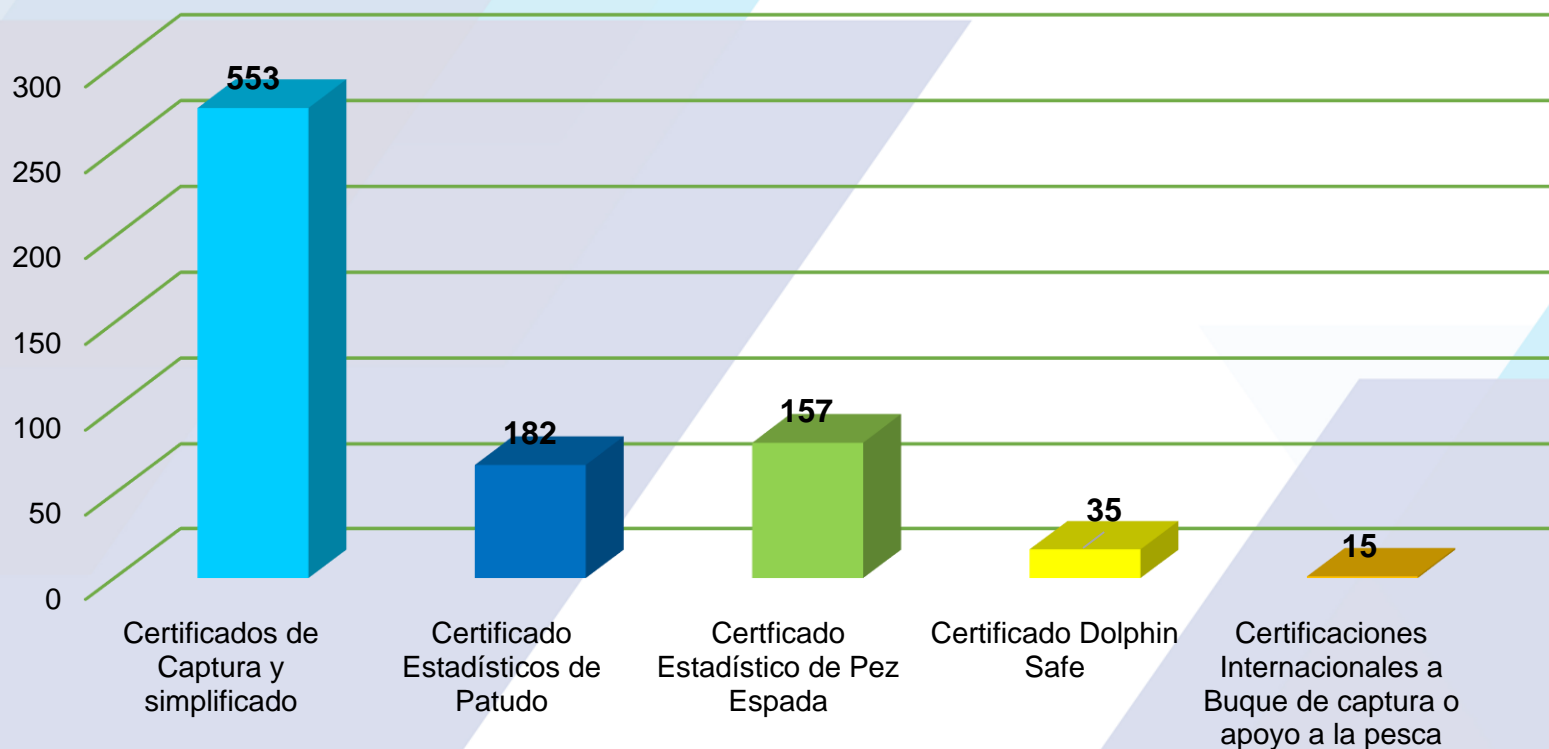 300
250
200
150
100
50
0
553
182
157
35
15
Certificados de
Captura y
simplificado
Certificado
Estadísticos de
Patudo
Certficado
Estadístico de Pez
Espada
Certificado Dolphin
Safe
Certificaciones
Internacionales a
Buque de captura o
apoyo a la pesca